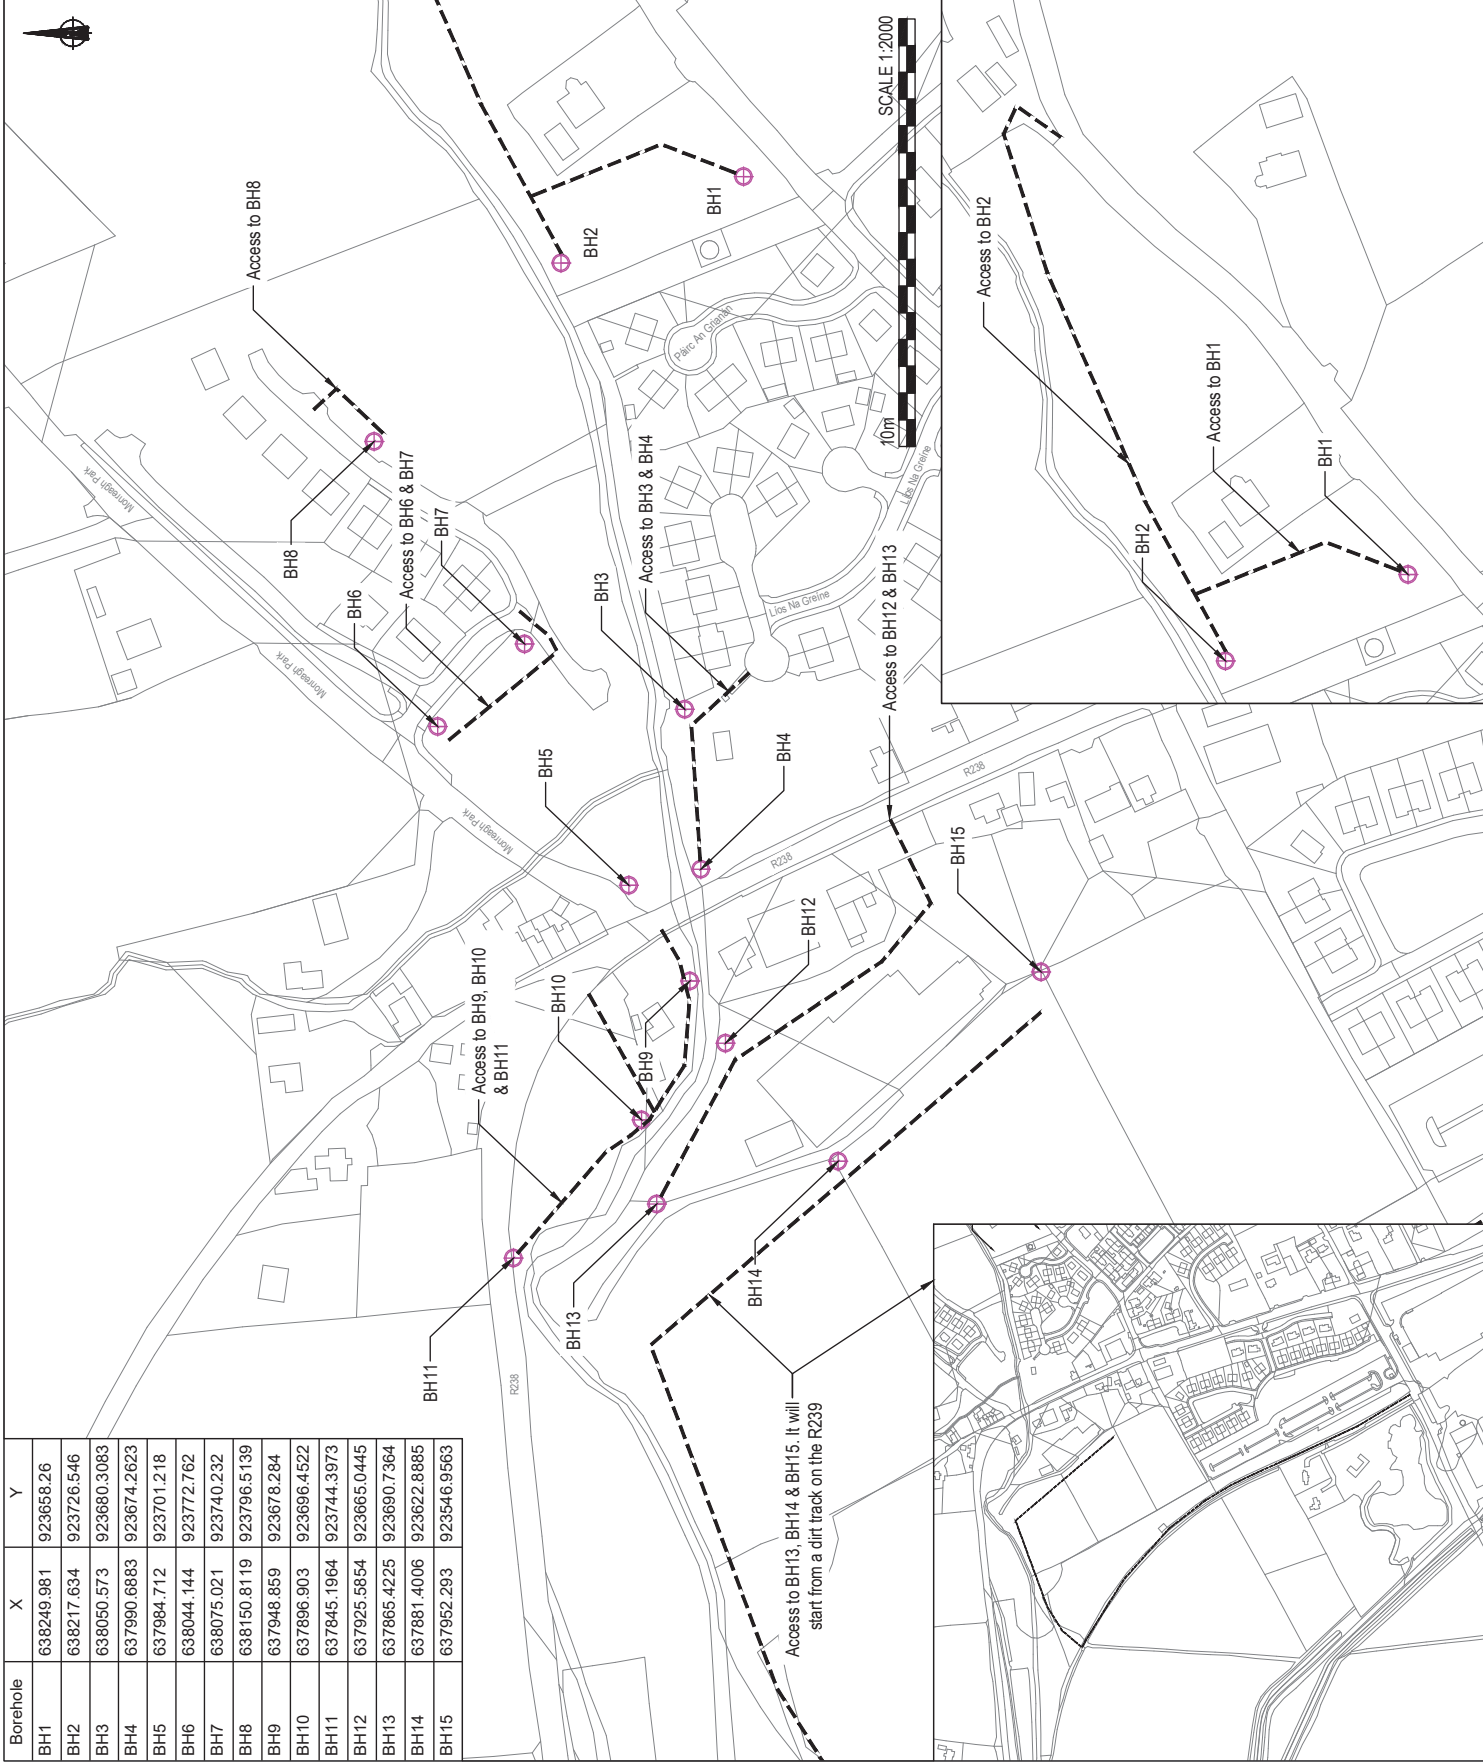 Borehole X Y
BH1 638249.981 923658.26
BH2 638217.634 923726.546
BH3 638050.573 923680.3083
BH4 637990.6883 923674.2623
BH5 637984.712 923701.218
BH6 638044.144 923772.762
BH7 638075.021 923740.232
BH8 638150.8119 923796.5139
BH9 637948.859 923678.284
BH10 637896.903 923696.4522
BH11 637845.1964 923744.3973
BH12 637925.5854 923665.0445
BH13 637865.4225 923690.7364
BH14 637881.4006 923622.8885
BH15 637952.293 923546.9563
Access to BH8
BH8
Monreagh Park
Monreagh Park
Monreagh Park
BH6
Access to BH6 & BH7
BH7
BH5
BH3
Access to BH3 & BH4
BH4
BH2
BH1
Páirc An Grianán
Líos Na Greíne
Líos Na Greíne
Access to BH9, BH10
& BH11
BH10
BH9
BH11
R238
BH13
BH12
Access to BH12 & BH13
R238
R238
BH15
BH14
Access to BH13, BH14 & BH15. It will
start from a dirt track on the R239
10m
SCALE 1:2000
Access to BH2
BH2
Access to BH1
BH1